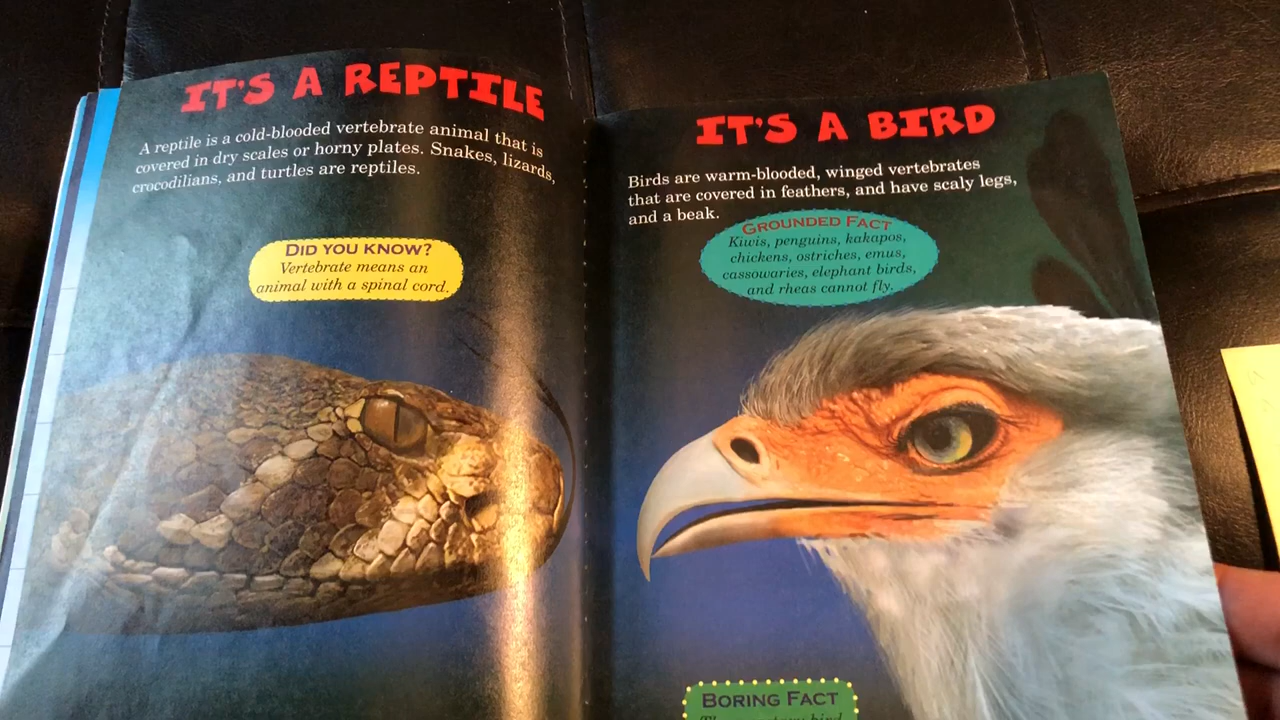 IT'S A REPTILE
A reptile is a cold-blooded vertebrate animal that is
covered in dry scales or horny plates. Snakes, lizards,
crocodilians, and turtles are reptiles.
DID YOU KNOW?
Vertebrate means an
animal with a spinal cord.
IT'S A BIRD
Birds are warm-blooded, winged vertebrates
that are covered in feathers, and have scaly legs,
and a beak.
GROUNDED FACT
Kiwis, penguins, kakapos,
chickens, ostriches, emus,
cassowaries, elephant birds,
and rheas cannot fly.
BORING FACT